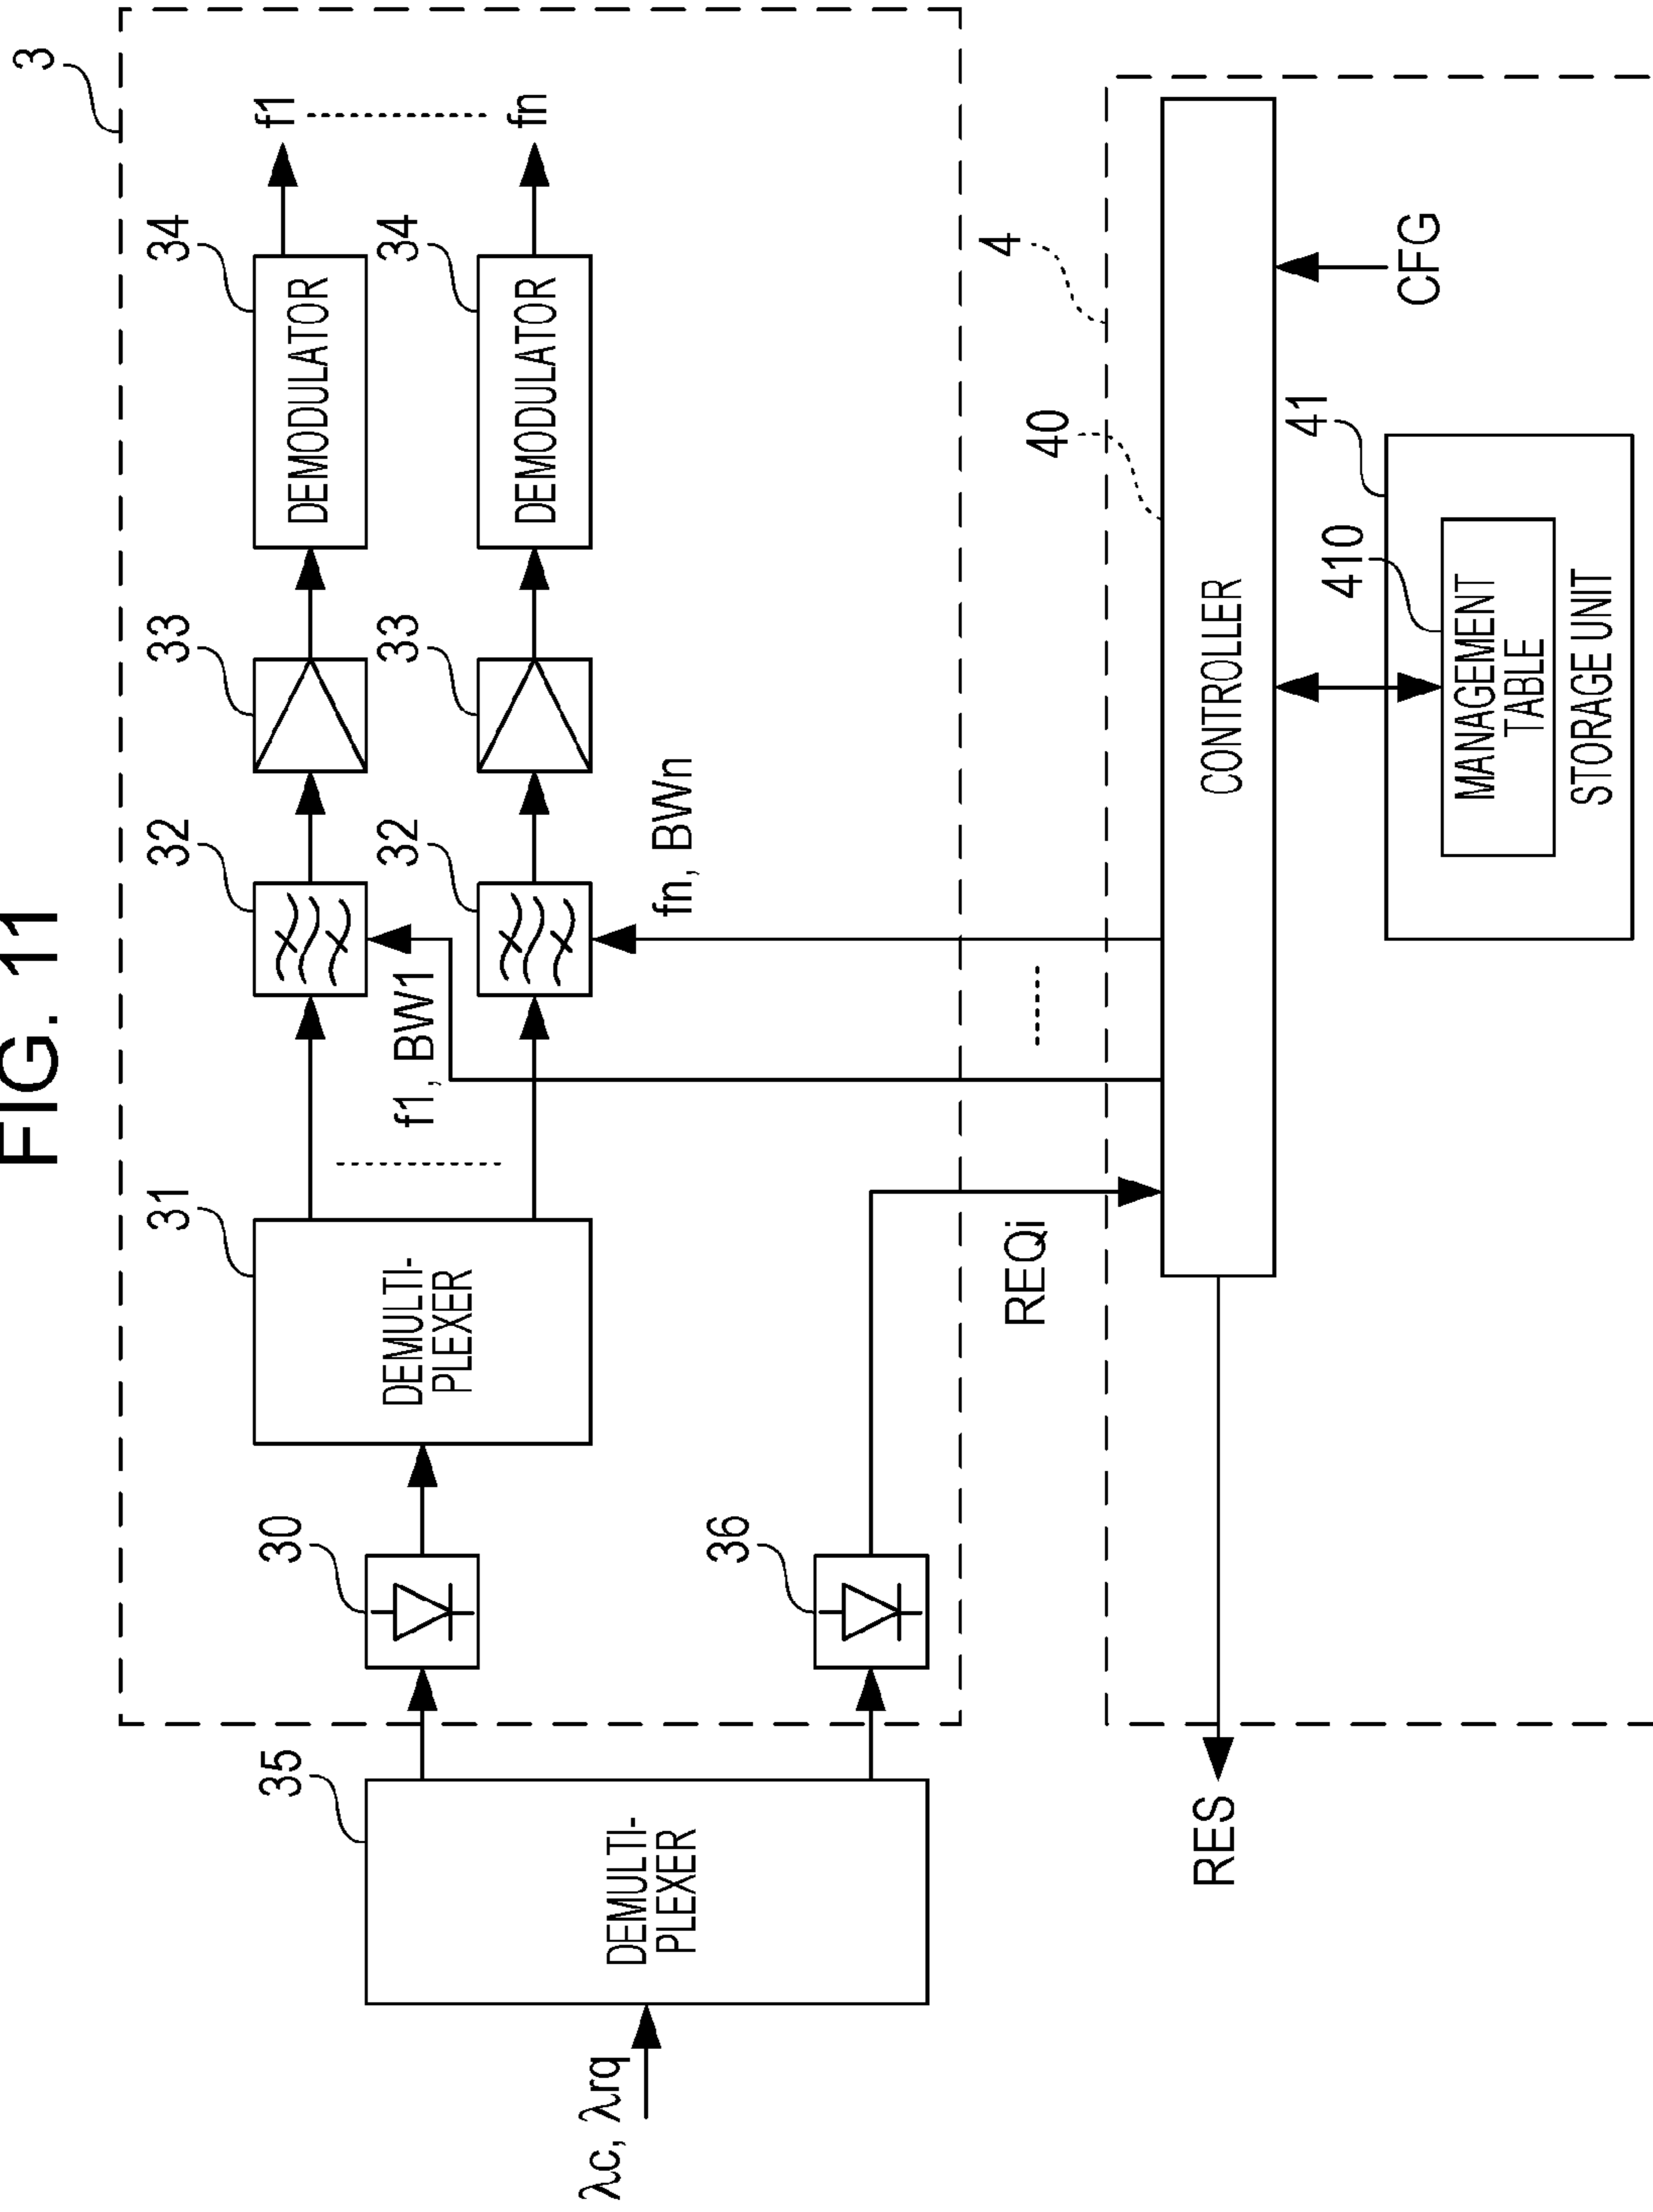 FIG. 11
3
35
30
31
32
33
34
f1
DEMULTI-
PLEXER
DEMODULATOR
f1, BW1
32
33
34
fn
DEMULTI-
PLEXER
DEMODULATOR
λc, λrq
36
fn, BWn
REQi
40
4
CONTROLLER
RES
410
41
CFG
MANAGEMENT
TABLE
STORAGE UNIT